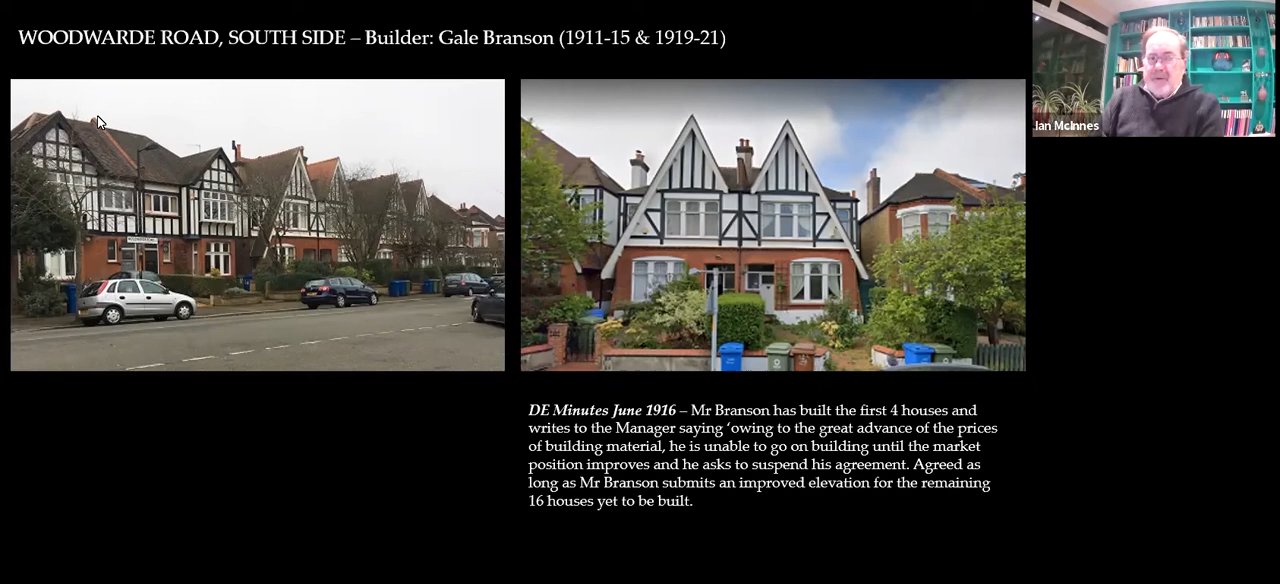 WOODWARDE ROAD, SOUTH SIDE – Builder: Gale Branson (1911-15 & 1919-21)
Ian McInnes
DE Minutes June 1916 – Mr Branson has built the first 4 houses and
writes to the Manager saying ‘owing to the great advance of the prices
of building material, he is unable to go on building until the market
position improves and he asks to suspend his agreement. Agreed as
long as Mr Branson submits an improved elevation for the remaining
16 houses yet to be built.